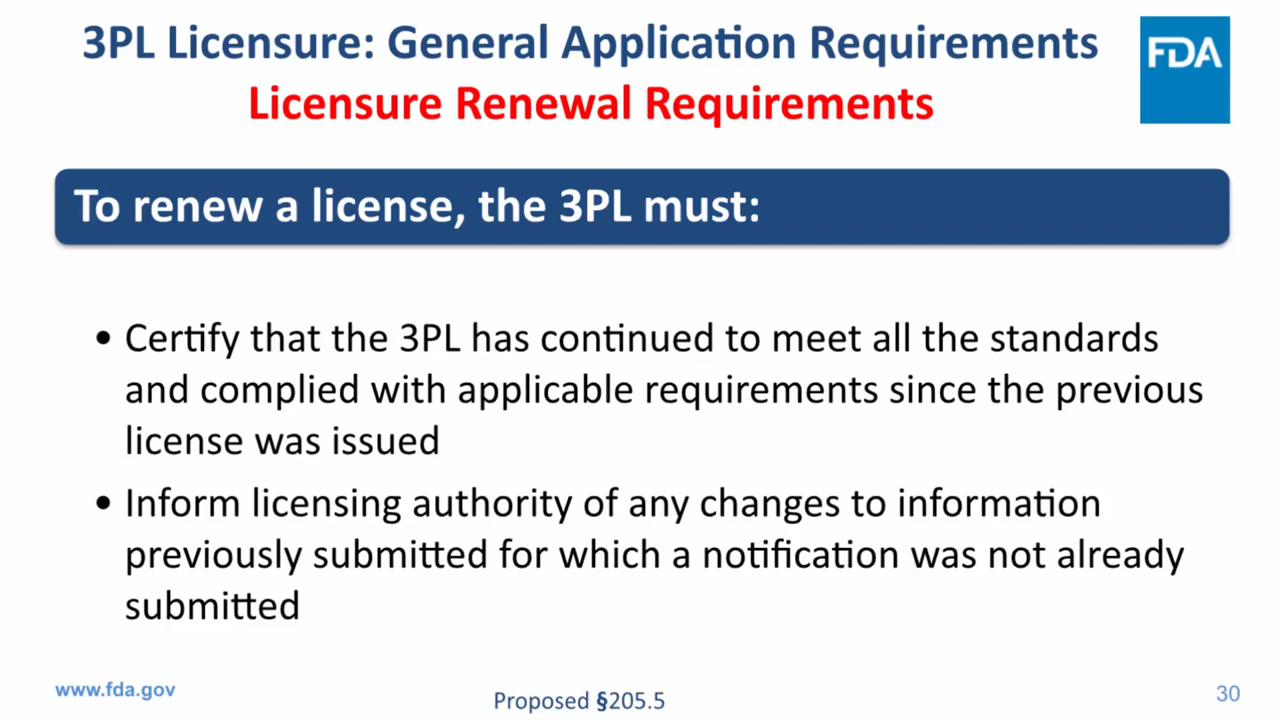 3PL Licensure: General Application Requirements
FDA
Licensure Renewal Requirements
To renew a license, the 3PL must:
• Certify that the 3PL has continued to meet all the standards
and complied with applicable requirements since the previous
license was issued
• Inform licensing authority of any changes to information
previously submitted for which a notification was not already
submitted
www.fda.gov
Proposed §205.5
30